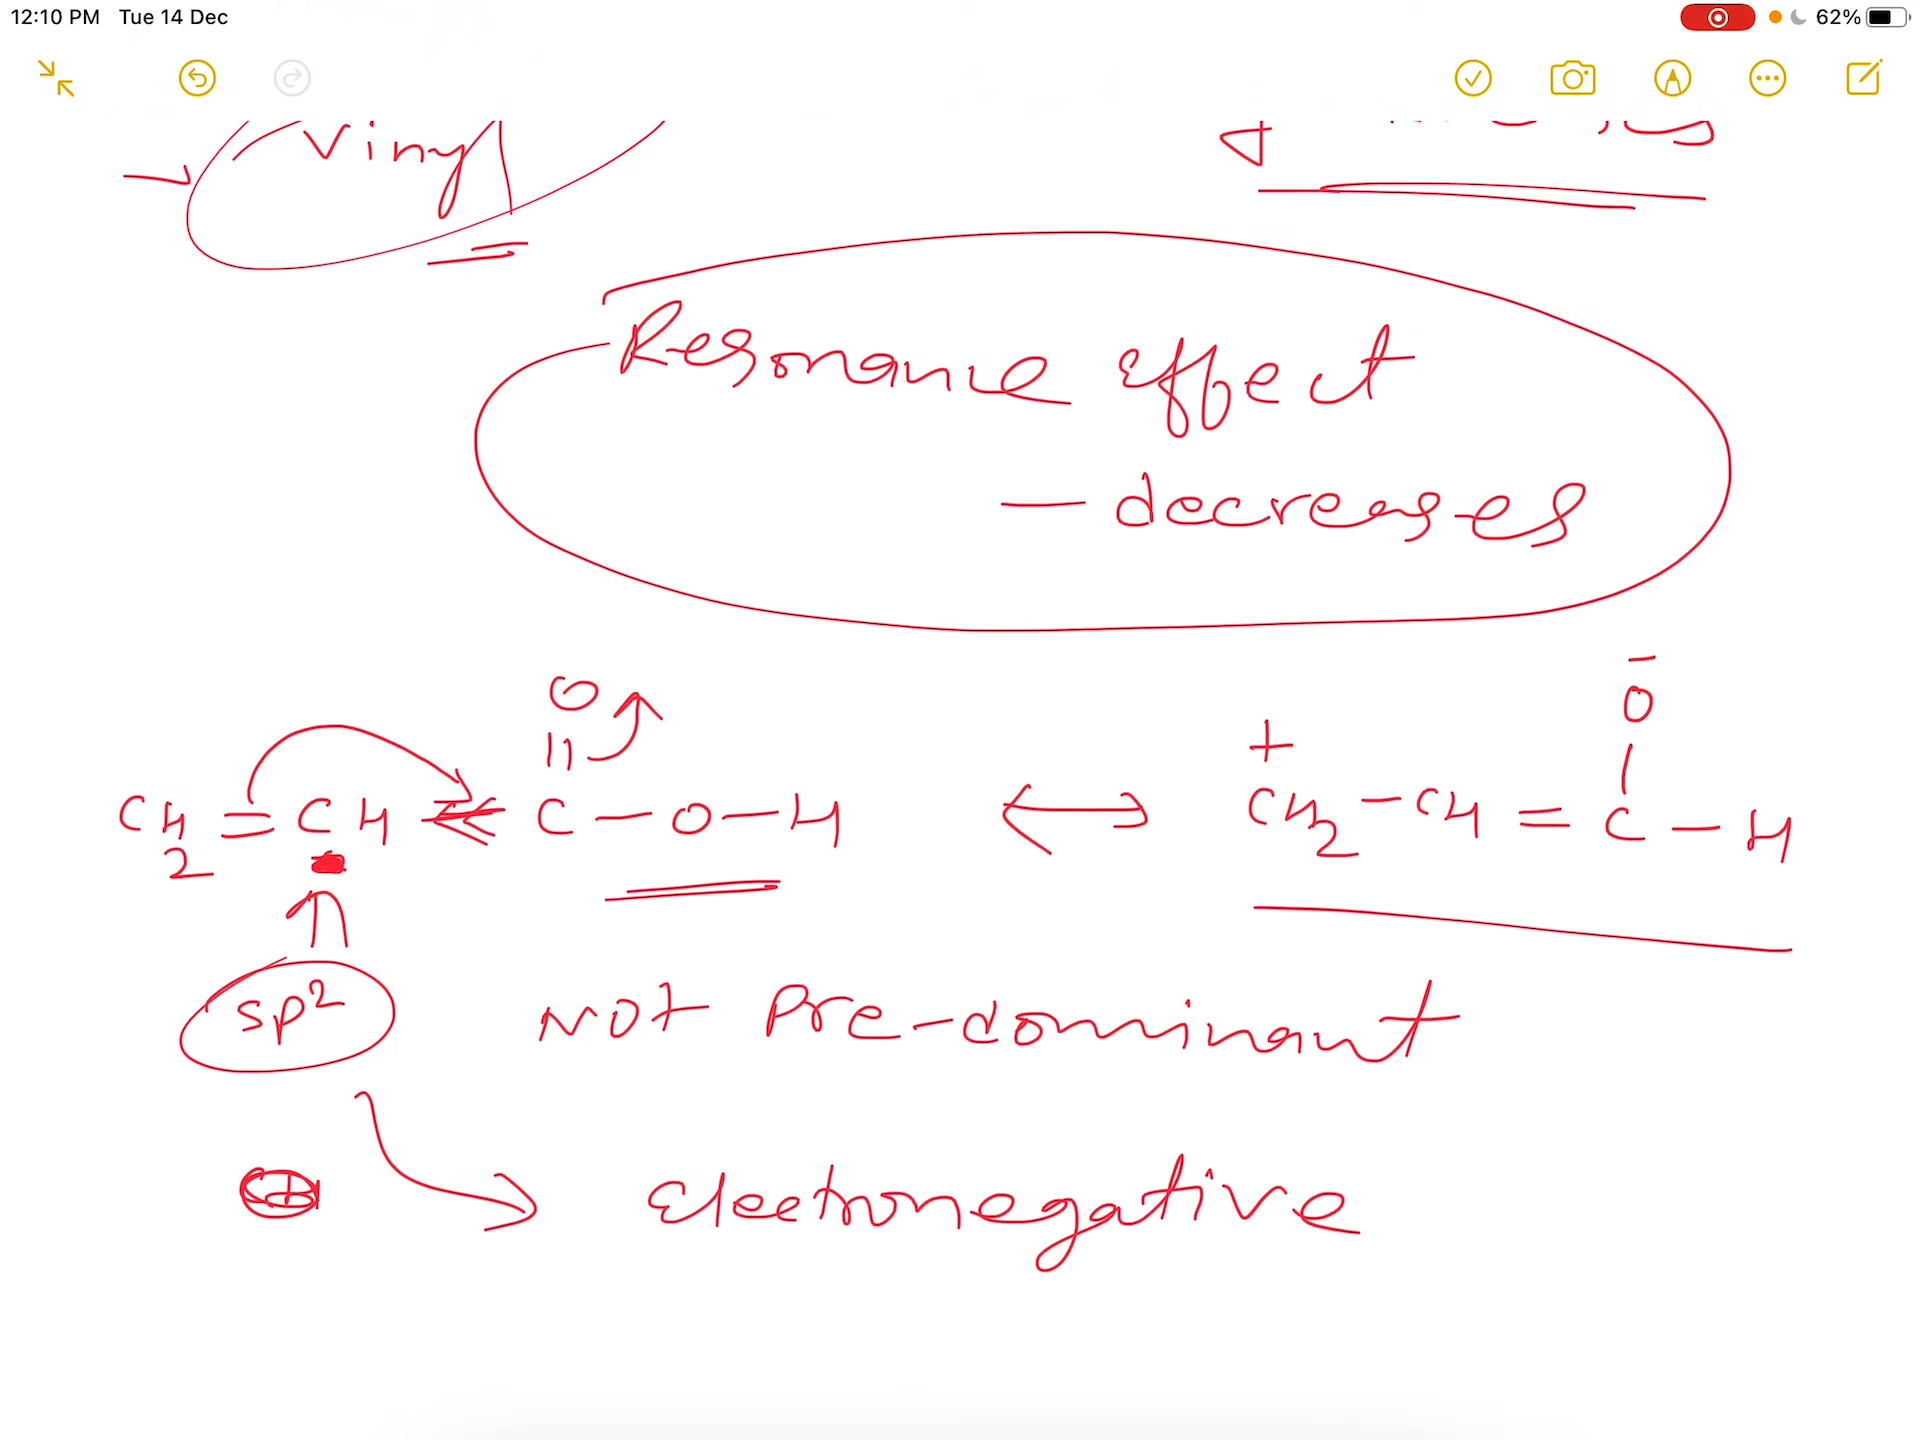 12:10 PM Tue 14 Dec 62%
Vinyl
Resonance effect
- decreases
O
||
CH2=CH C-O-H
O-
|
+CH2-CH=C-H
sp2
NOT Pre-dominant
Electronegative